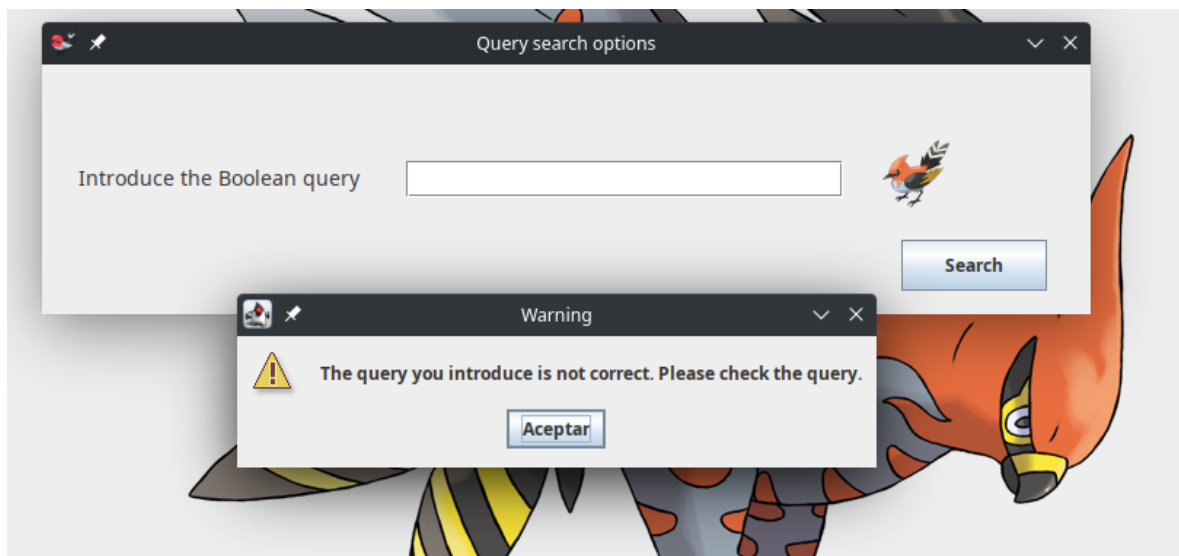 Query search options
Introduce the Boolean query
Search
Warning
The query you introduce is not correct. Please check the query.
Aceptar